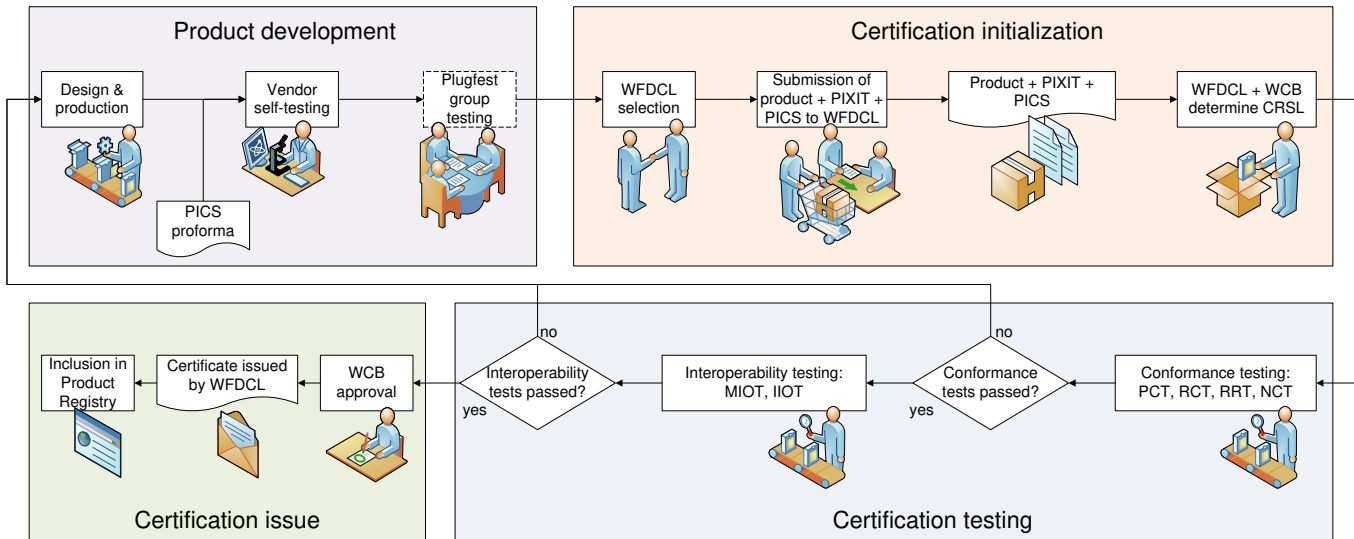 Product development
Design &
production
Vendor
self-testing
Plugfest
group
testing
PICS
proforma
Certification initialization
WFDCL
selection
Submission of
product + PIXIT +
PICS to WFDCL
Product + PIXIT +
PICS
WFDCL + WCB
determine CRSL
Conformance testing:
PCT, RCT, RRT, NCT
Conformance
tests passed?
no
yes
Interoperability testing:
MIOT, IIOT
Interoperability
tests passed?
no
yes
Certification testing
WCB
approval
Certificate issued
by WFDCL
Inclusion in
Product
Registry
Certification issue